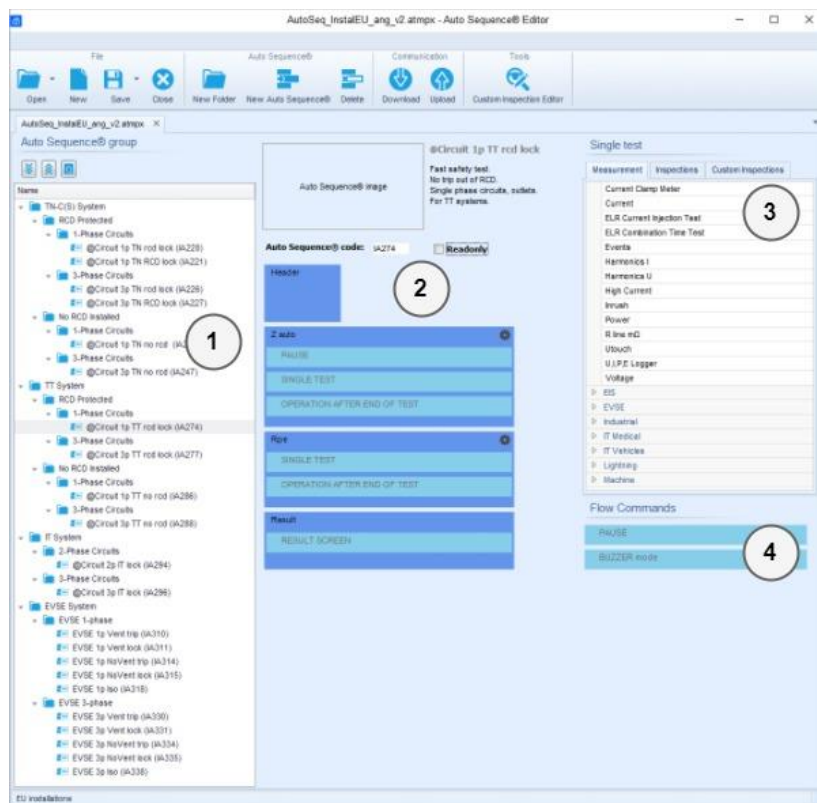 AutoSeq_InstalEU_ang_v2.atmpx - Auto Sequence® Editor
File
Auto Sequence®
Communication
Tools
Open
New
Save
Close
New Folder
New Auto Sequence®
Delete
Download
Upload
Custom Inspection Editor
AutoSeq_InstalEU_ang_v2.atmpx
Auto Sequence® group
Name
TN-C(S) System
RCD Protected
1-Phase Circuits
@Circuit 1p TN rcd lock (IA220)
@Circuit 1p TN RCD lock (IA221)
3-Phase Circuits
@Circuit 3p TN rcd lock (IA226)
@Circuit 3p TN RCD lock (IA227)
No RCD Installed
1-Phase Circuits
@Circuit 1p TN no rcd
3-Phase Circuits
@Circuit 3p TN no rcd (IA247)
TT System
RCD Protected
1-Phase Circuits
@Circuit 1p TT rcd lock (IA274)
3-Phase Circuits
@Circuit 3p TT rcd lock (IA277)
No RCD Installed
1-Phase Circuits
@Circuit 1p TT no rcd (IA286)
3-Phase Circuits
@Circuit 3p TT no rcd (IA288)
IT System
2-Phase Circuits
@Circuit 2p IT lock (IA294)
3-Phase Circuits
@Circuit 3p IT lock (IA296)
EVSE System
EVSE 1-phase
EVSE 1p Vent trip (IA310)
EVSE 1p Vent lock (IA311)
EVSE 1p NoVent trip (IA314)
EVSE 1p NoVent lock (IA315)
EVSE 1p Iso (IA318)
EVSE 3-phase
EVSE 3p Vent trip (IA330)
EVSE 3p Vent lock (IA331)
EVSE 3p NoVent trip (IA334)
EVSE 3p NoVent lock (IA335)
EVSE 3p Iso (IA338)
1
Auto Sequence® image
@Circuit 1p TT rcd lock
Fast safety test.
No trip out of RCD.
Single phase circuits, outlets.
For TT systems.
Auto Sequence® code:
IA274
Readonly
2
Header
Z auto
PAUSE
SINGLE TEST
OPERATION AFTER END OF TEST
Rpe
SINGLE TEST
OPERATION AFTER END OF TEST
Result
RESULT SCREEN
Single test
Measurement
Inspections
Custom Inspections
Current Clamp Meter
Current
ELR Current Injection Test
ELR Combination Time Test
Events
Harmonics I
Harmonics U
High Current
Inrush
Power
R line mΩ
Utouch
U,I,P,E Logger
Voltage
EIS
EVSE
Industrial
IT Medical
IT Vehicles
Lightning
Machine
3
Flow Commands
PAUSE
BUZZER mode
4
EU installations